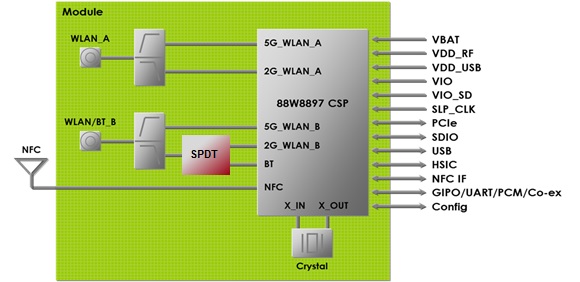 Module
WLAN_A
5G_WLAN_A
2G_WLAN_A
88W8897 CSP
WLAN/BT_B
5G_WLAN_B
2G_WLAN_B
SPDT
BT
NFC
NFC
X_IN
X_OUT
Crystal
VBAT
VDD_RF
VDD_USB
VIO
VIO_SD
SLP_CLK
PCIe
SDIO
USB
HSIC
NFC IF
GIPO/UART/PCM/Co-ex
Config